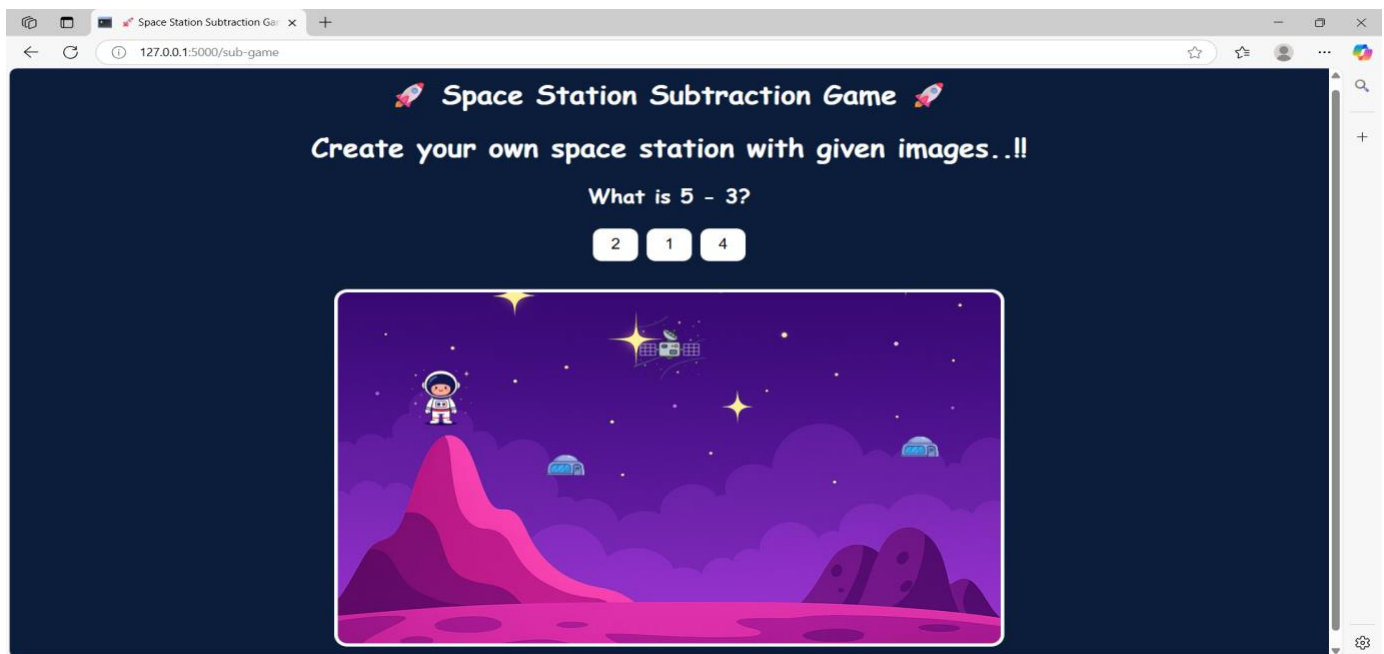 Space Station Subtraction Gar
127.0.0.1:5000/sub-game
🚀 Space Station Subtraction Game 🚀
Create your own space station with given images..!!
What is 5 - 3?
2 1 4